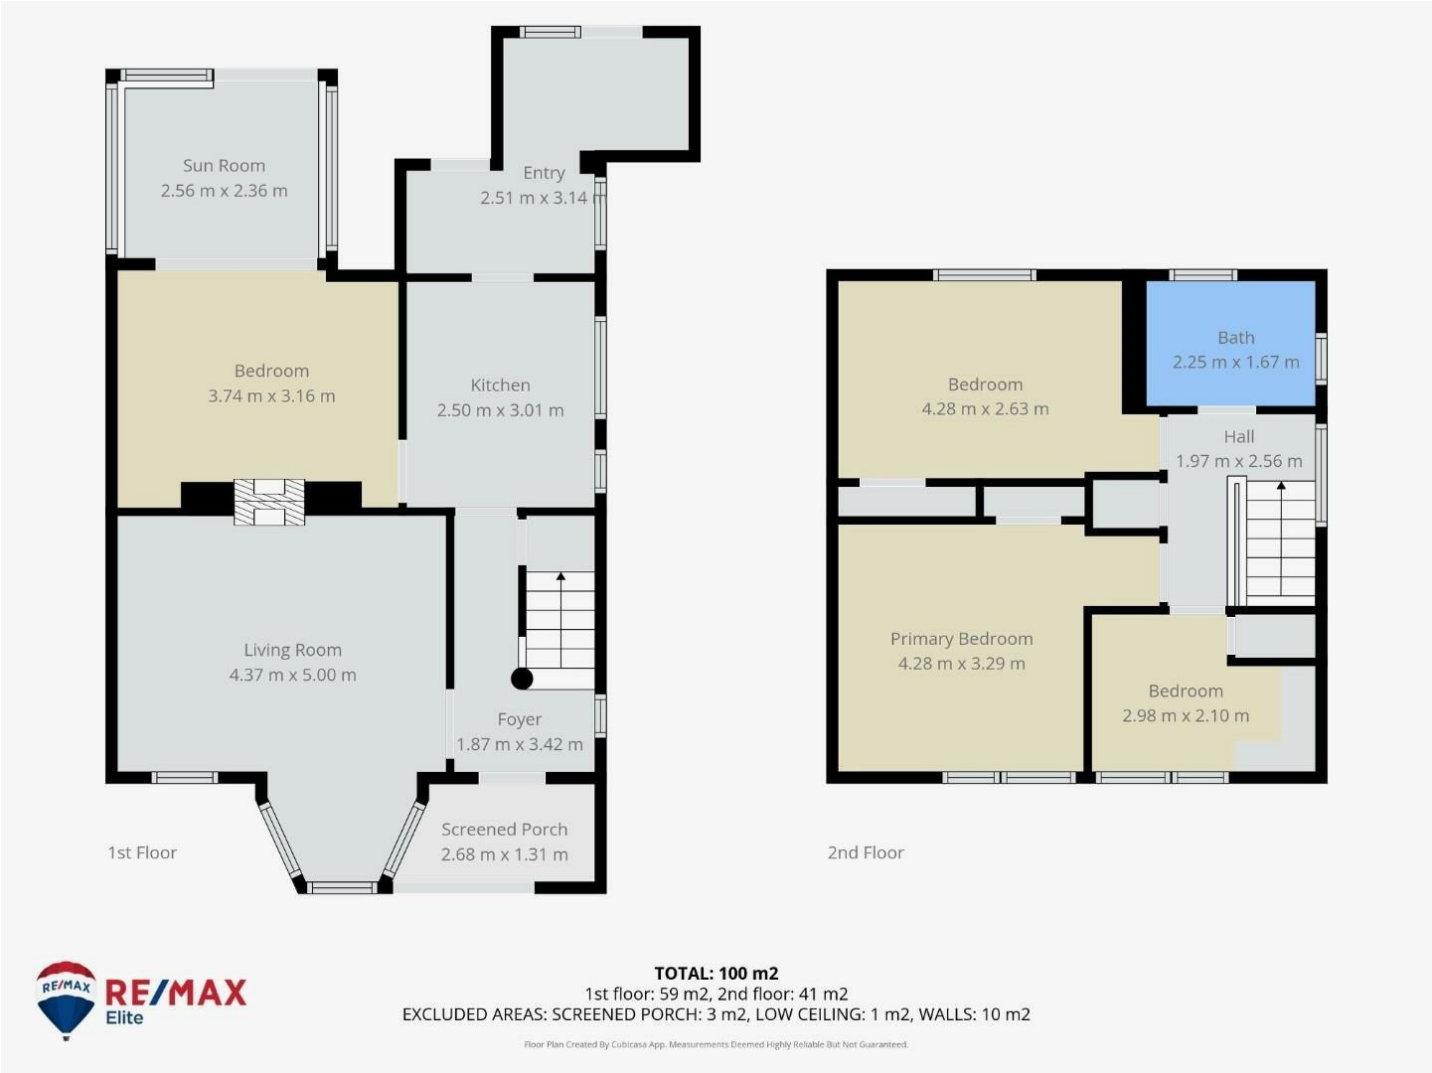 Sun Room
2.56 m x 2.36 m
Entry
2.51 m x 3.14 m
Bedroom
3.74 m x 3.16 m
Kitchen
2.50 m x 3.01 m
Living Room
4.37 m x 5.00 m
Foyer
1.87 m x 3.42 m
Screened Porch
2.68 m x 1.31 m
1st Floor
Bedroom
4.28 m x 2.63 m
Bath
2.25 m x 1.67 m
Hall
1.97 m x 2.56 m
Primary Bedroom
4.28 m x 3.29 m
Bedroom
2.98 m x 2.10 m
2nd Floor
RE/MAX
RE/MAX
Elite
TOTAL: 100 m2
1st floor: 59 m2, 2nd floor: 41 m2
EXCLUDED AREAS: SCREENED PORCH: 3 m2, LOW CEILING: 1 m2, WALLS: 10 m2
Floor Plan Created By Cubicasa App. Measurements Deemed Highly Reliable But Not Guaranteed.